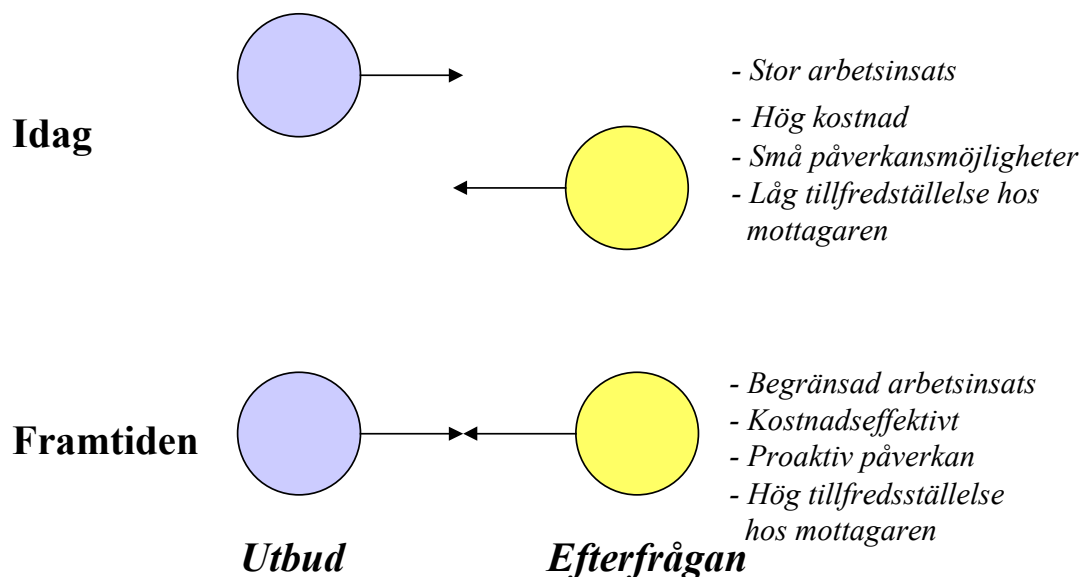 Idag
- Stor arbetsinsats
- Hög kostnad
- Små påverkansmöjligheter
- Låg tillfredställelse hos
mottagaren
Framtiden
- Begränsad arbetsinsats
- Kostnadseffektivt
- Proaktiv påverkan
- Hög tillfredsställelse
hos mottagaren
Utbud
Efterfrågan